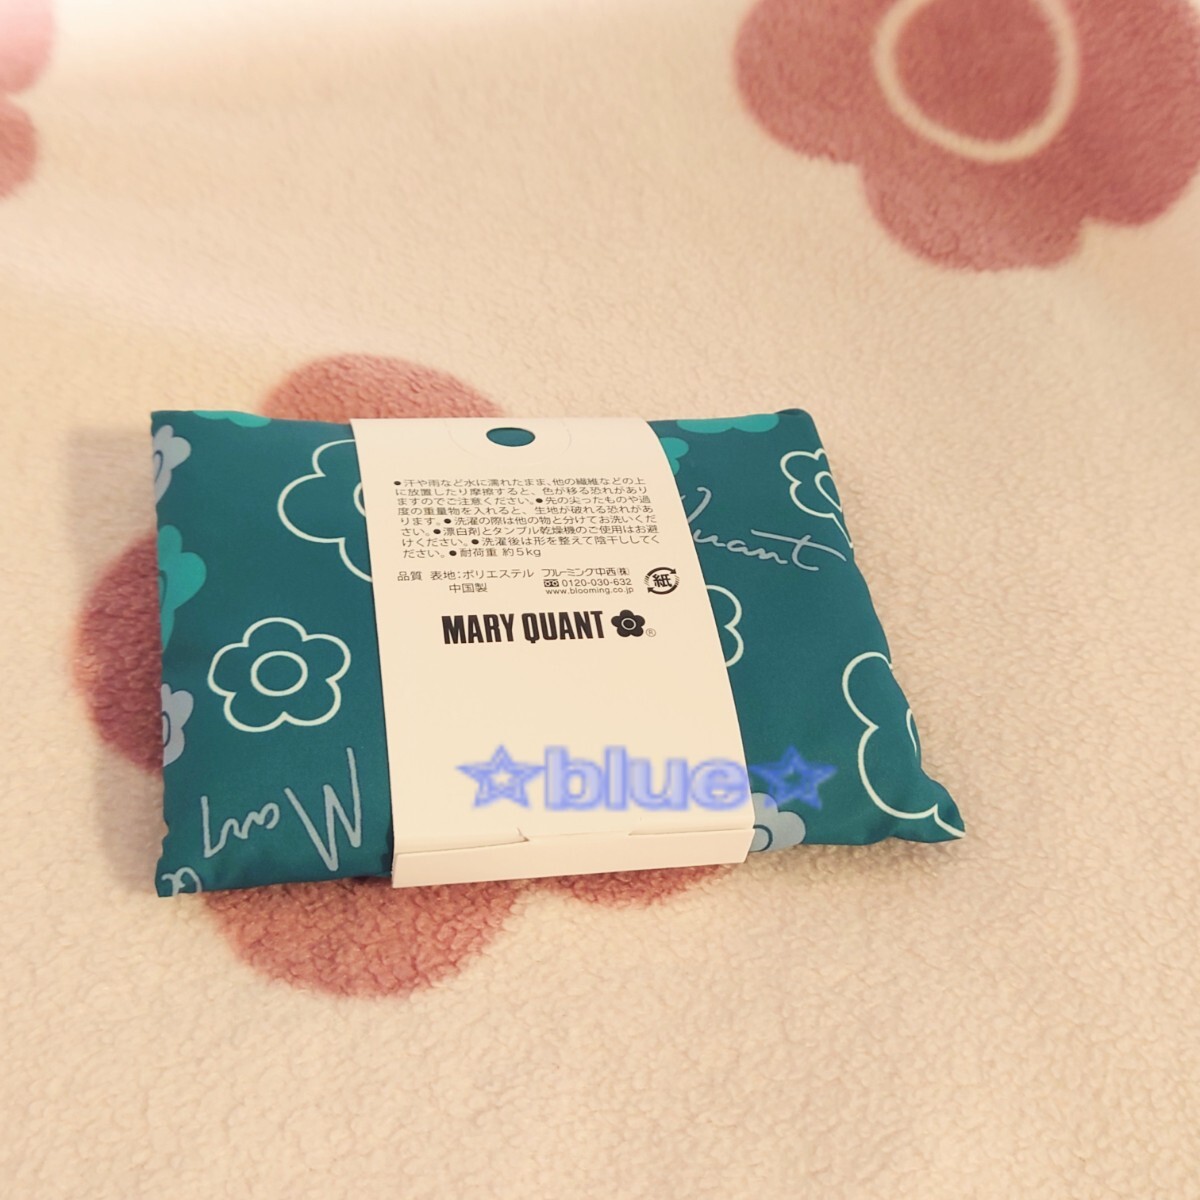 ●汗や雨など水に濡れたまま、他の繊維などの上
に放置したり摩擦すると、色が移る恐れがあり
ますのでご注意ください。●先の尖ったものや過
度の重量物を入れると、生地が破れる恐れがあ
ります。●洗濯の際は他の物と分けてお洗いくだ
さい。●漂白剤とタンブル乾燥機のご使用はお避
けください。●洗濯後は形を整えて陰干ししてく
ださい。●耐荷重 約5kg
品質 表地:ポリエステル ブルーミング中西㈱
中国製 0120-030-632
www.blooming.co.jp
紙
MARY QUANT ®
Quant
Mary
☆blue☆